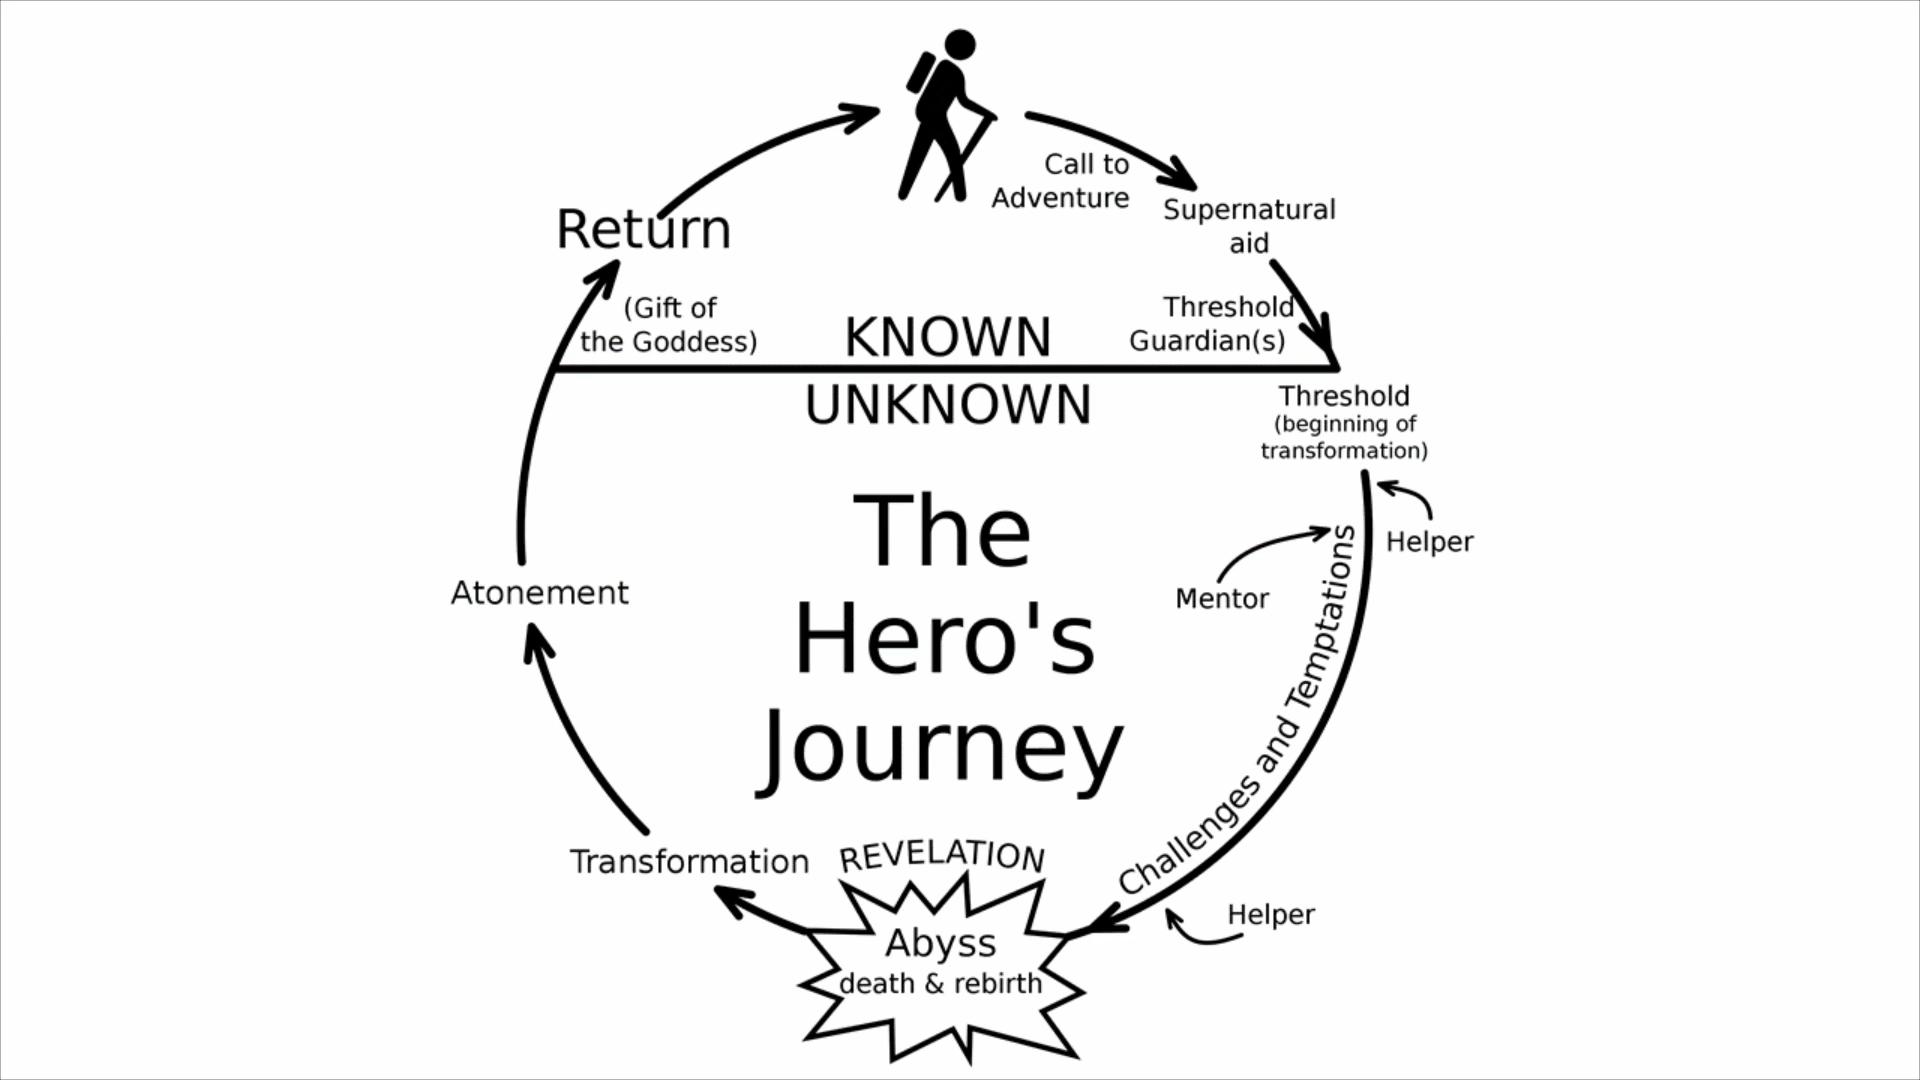 Call to
Adventure
Supernatural
aid
Return
(Gift of
the Goddess)
KNOWN
Threshold
Guardian(s)
UNKNOWN
Threshold
(beginning of
transformation)
Helper
Mentor
Challenges and Temptations
The
Hero's
Journey
Atonement
Transformation
REVELATION
Abyss
death & rebirth
Helper